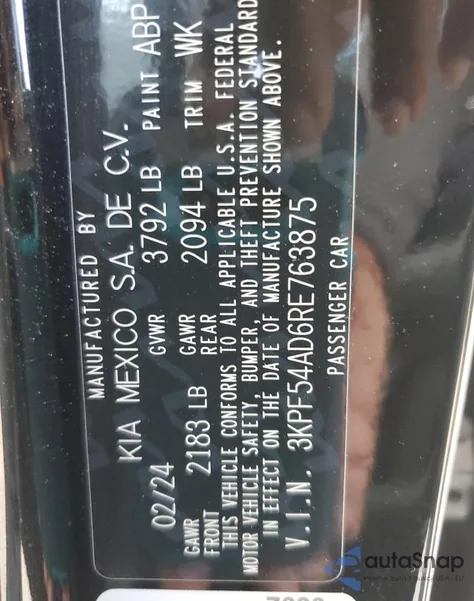 MANUFACTURED BY
KIA MEXICO S.A. DE C.V.
02/24 GVWR 3792 LB PAINT ABP
GAWR FRONT 2183 LB GAWR REAR 2094 LB TRIM WK
THIS VEHICLE CONFORMS TO ALL APPLICABLE U.S.A. FEDERAL
MOTOR VEHICLE SAFETY, BUMPER, AND THEFT PREVENTION STANDARD
IN EFFECT ON THE DATE OF MANUFACTURE SHOWN ABOVE.
V.I.N. 3KPF54AD6RE763875
PASSENGER CAR
autaSnap